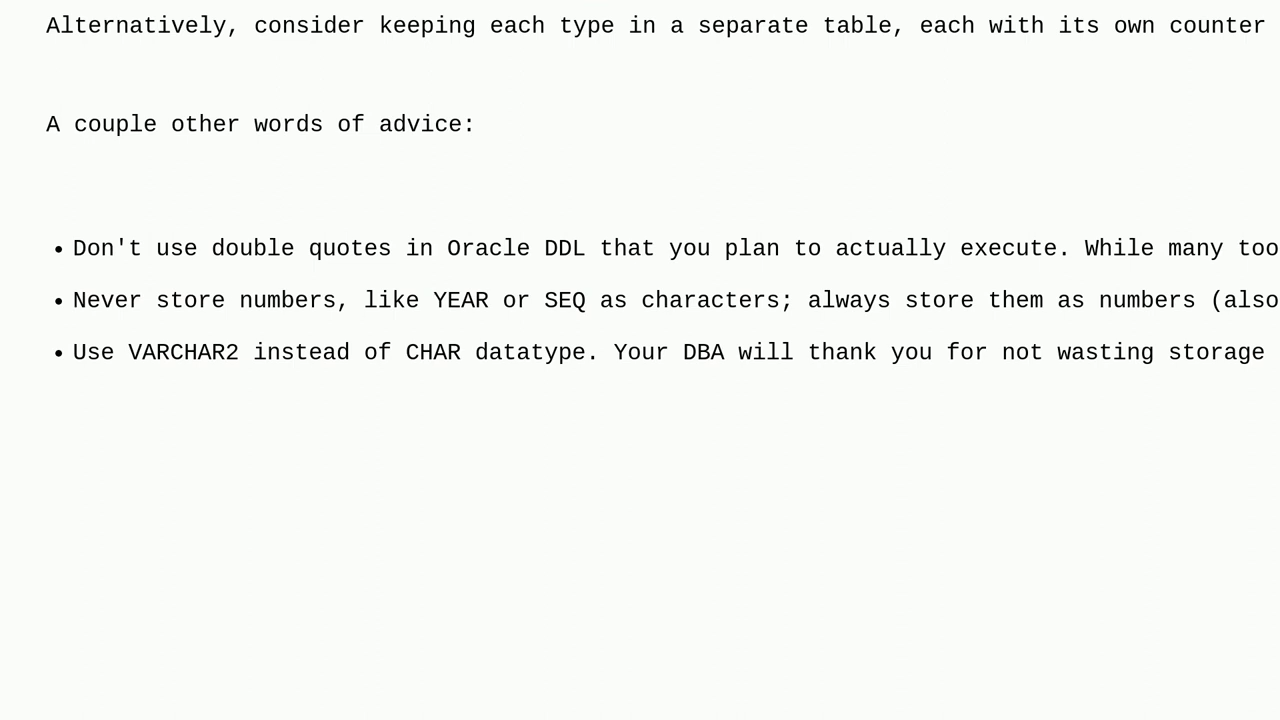 Alternatively, consider keeping each type in a separate table, each with its own counter
A couple other words of advice:
• Don't use double quotes in Oracle DDL that you plan to actually execute. While many too
• Never store numbers, like YEAR or SEQ as characters; always store them as numbers (also
• Use VARCHAR2 instead of CHAR datatype. Your DBA will thank you for not wasting storage